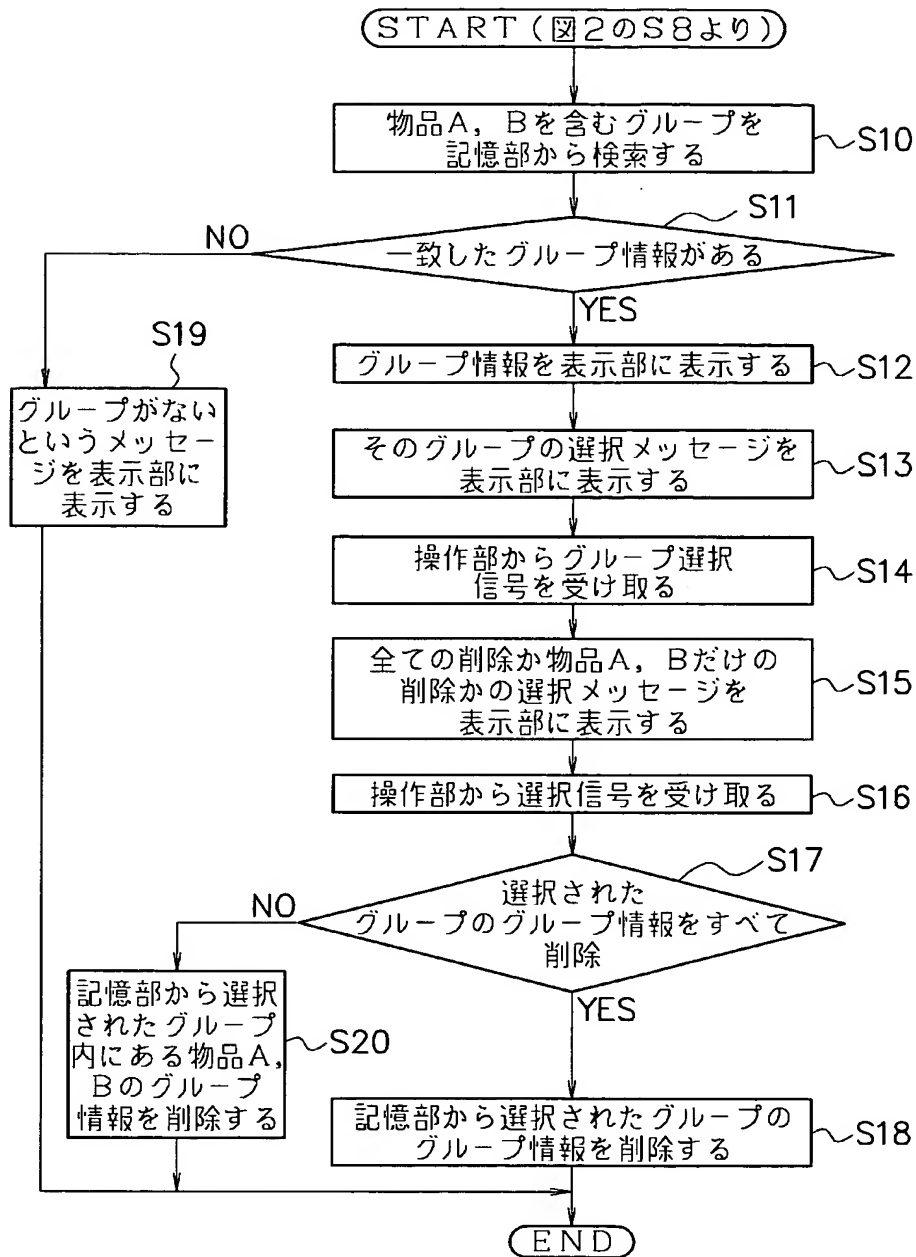 START(図2のS8より)
物品A,Bを含むグループを
記憶部から検索する
S10
S11
NO
一致したグループ情報がある
YES
S19
グループがない
というメッセー
ジを表示部に
表示する
グループ情報を表示部に表示する
S12
そのグループの選択メッセージを
表示部に表示する
S13
操作部からグループ選択
信号を受け取る
S14
全ての削除か物品A,Bだけの
削除かの選択メッセージを
表示部に表示する
S15
操作部から選択信号を受け取る
S16
S17
NO
選択された
グループのグループ情報をすべて
削除
YES
記憶部から選択
されたグループ
内にある物品A,
Bのグループ
情報を削除する
S20
記憶部から選択されたグループの
グループ情報を削除する
S18
END